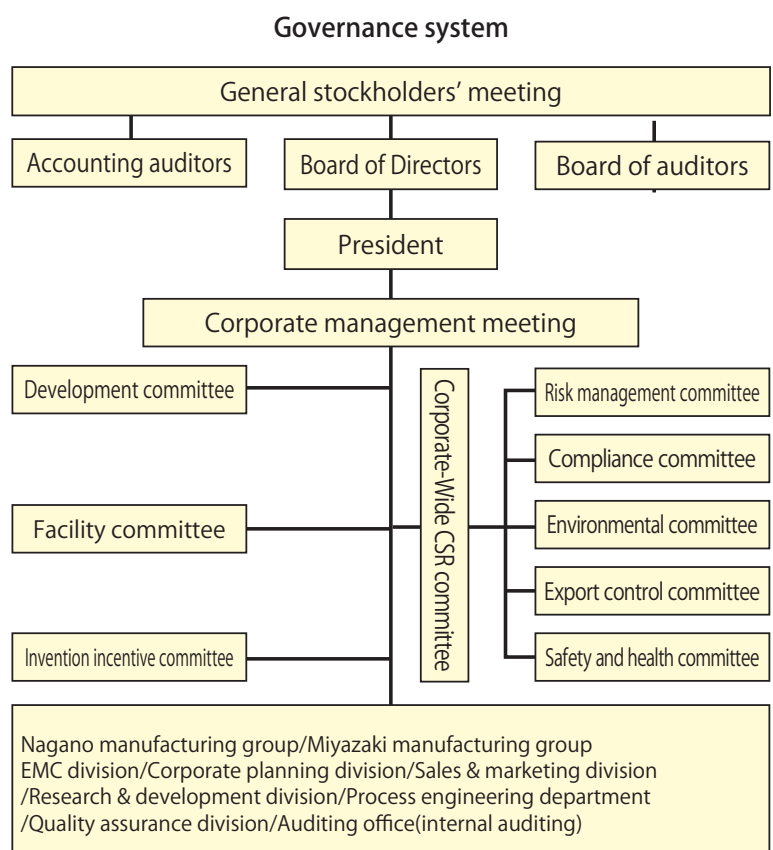 Governance system
General stockholders’ meeting
Accounting auditors
Board of Directors
Board of auditors
President
Corporate management meeting
Development committee
Facility committee
Invention incentive committee
Corporate-Wide CSR committee
Risk management committee
Compliance committee
Environmental committee
Export control committee
Safety and health committee
Nagano manufacturing group/Miyazaki manufacturing group
EMC division/Corporate planning division/Sales & marketing division
/Research & development division/Process engineering department
/Quality assurance division/Auditing office(internal auditing)